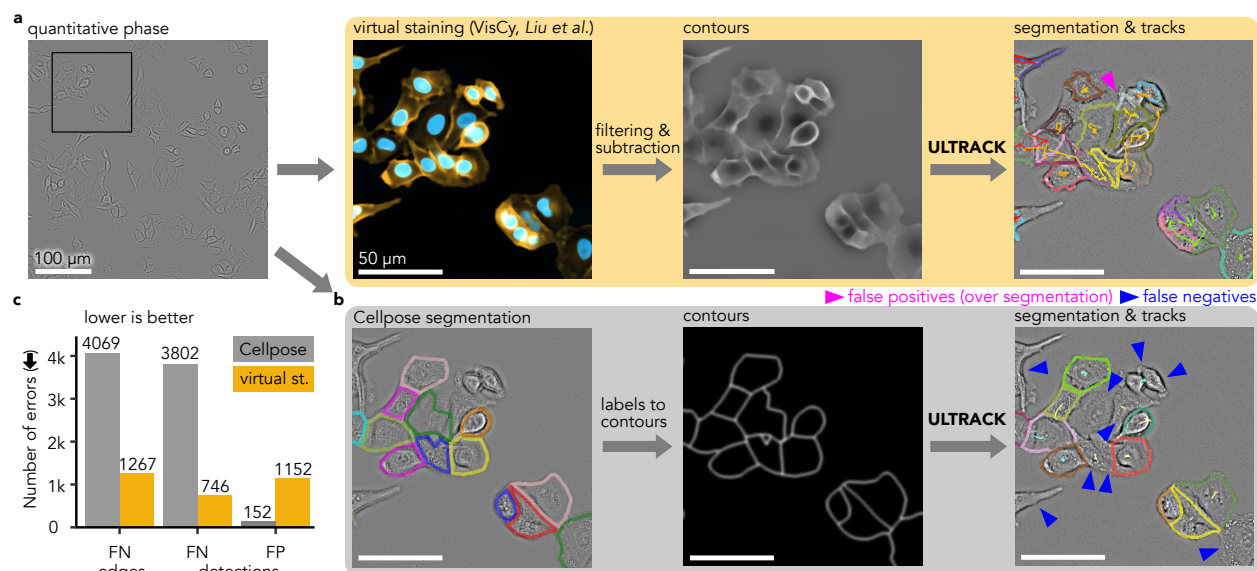 a
quantitative phase
100 µm
virtual staining (VisCy, Liu et al.)
50 µm
filtering &
subtraction
contours
ULTRACK
segmentation & tracks
false positives (over segmentation)
false negatives
b
Cellpose segmentation
labels to
contours
contours
ULTRACK
segmentation & tracks
c
lower is better
Number of errors (⬇)
4k
3k
2k
1k
0
4069
1267
3802
746
152
1152
Cellpose
virtual st.
FN
FN
FP
edges
detections